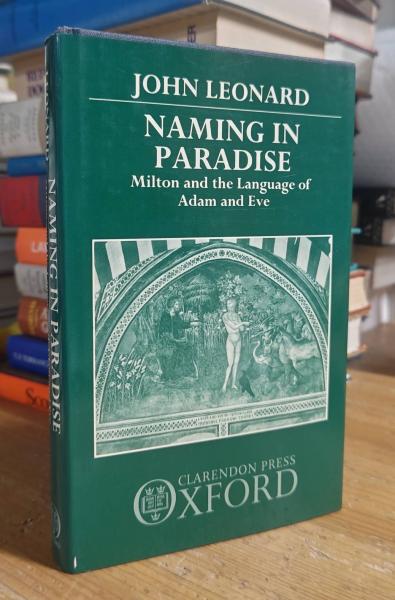 JOHN LEONARD
NAMING IN
PARADISE
Milton and the Language of
Adam and Eve
CLARENDON PRESS
OXFORD
NAMING IN PARADISE